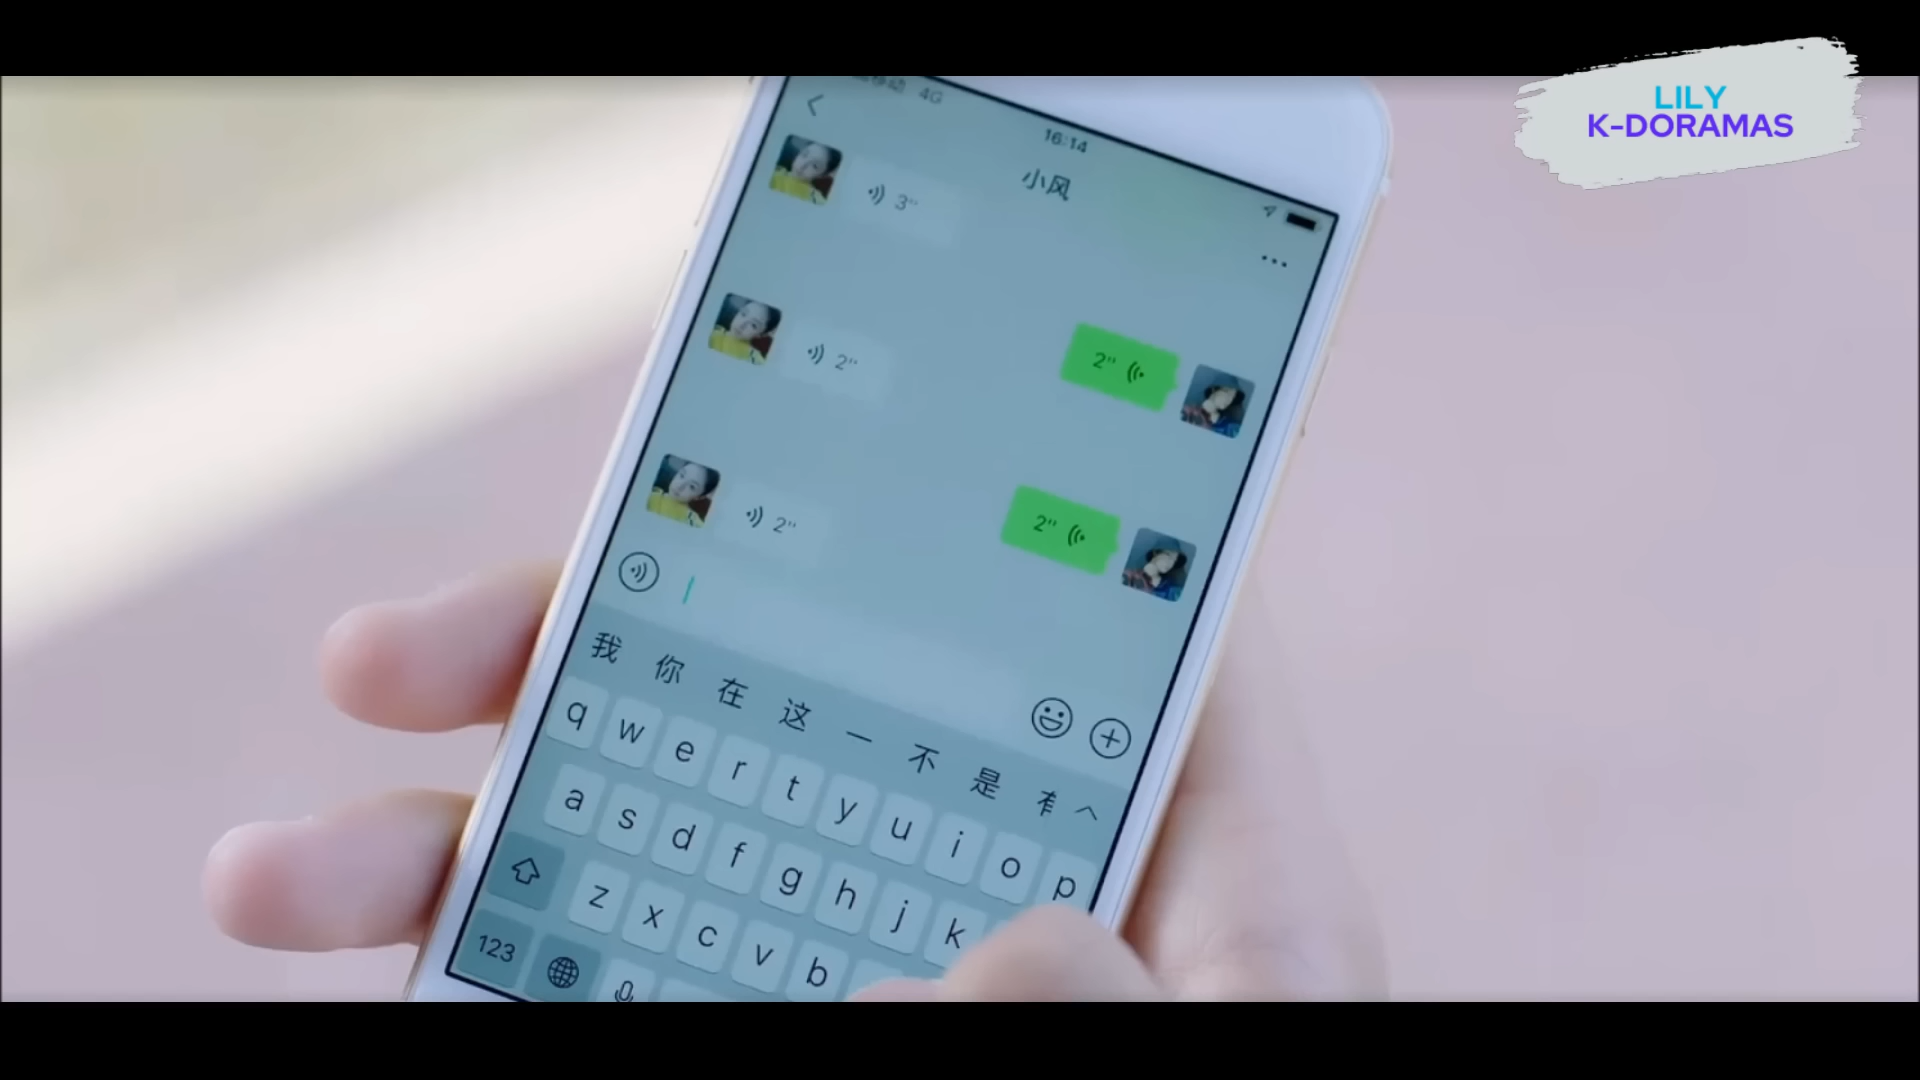 LILY
K-DORAMAS
4G
16:14
小风
3"
2"
2"
2"
2"
我 你 在 这 一 不 是 有
q w e r t y u i o p
a s d f g h j k
z x c v b
123